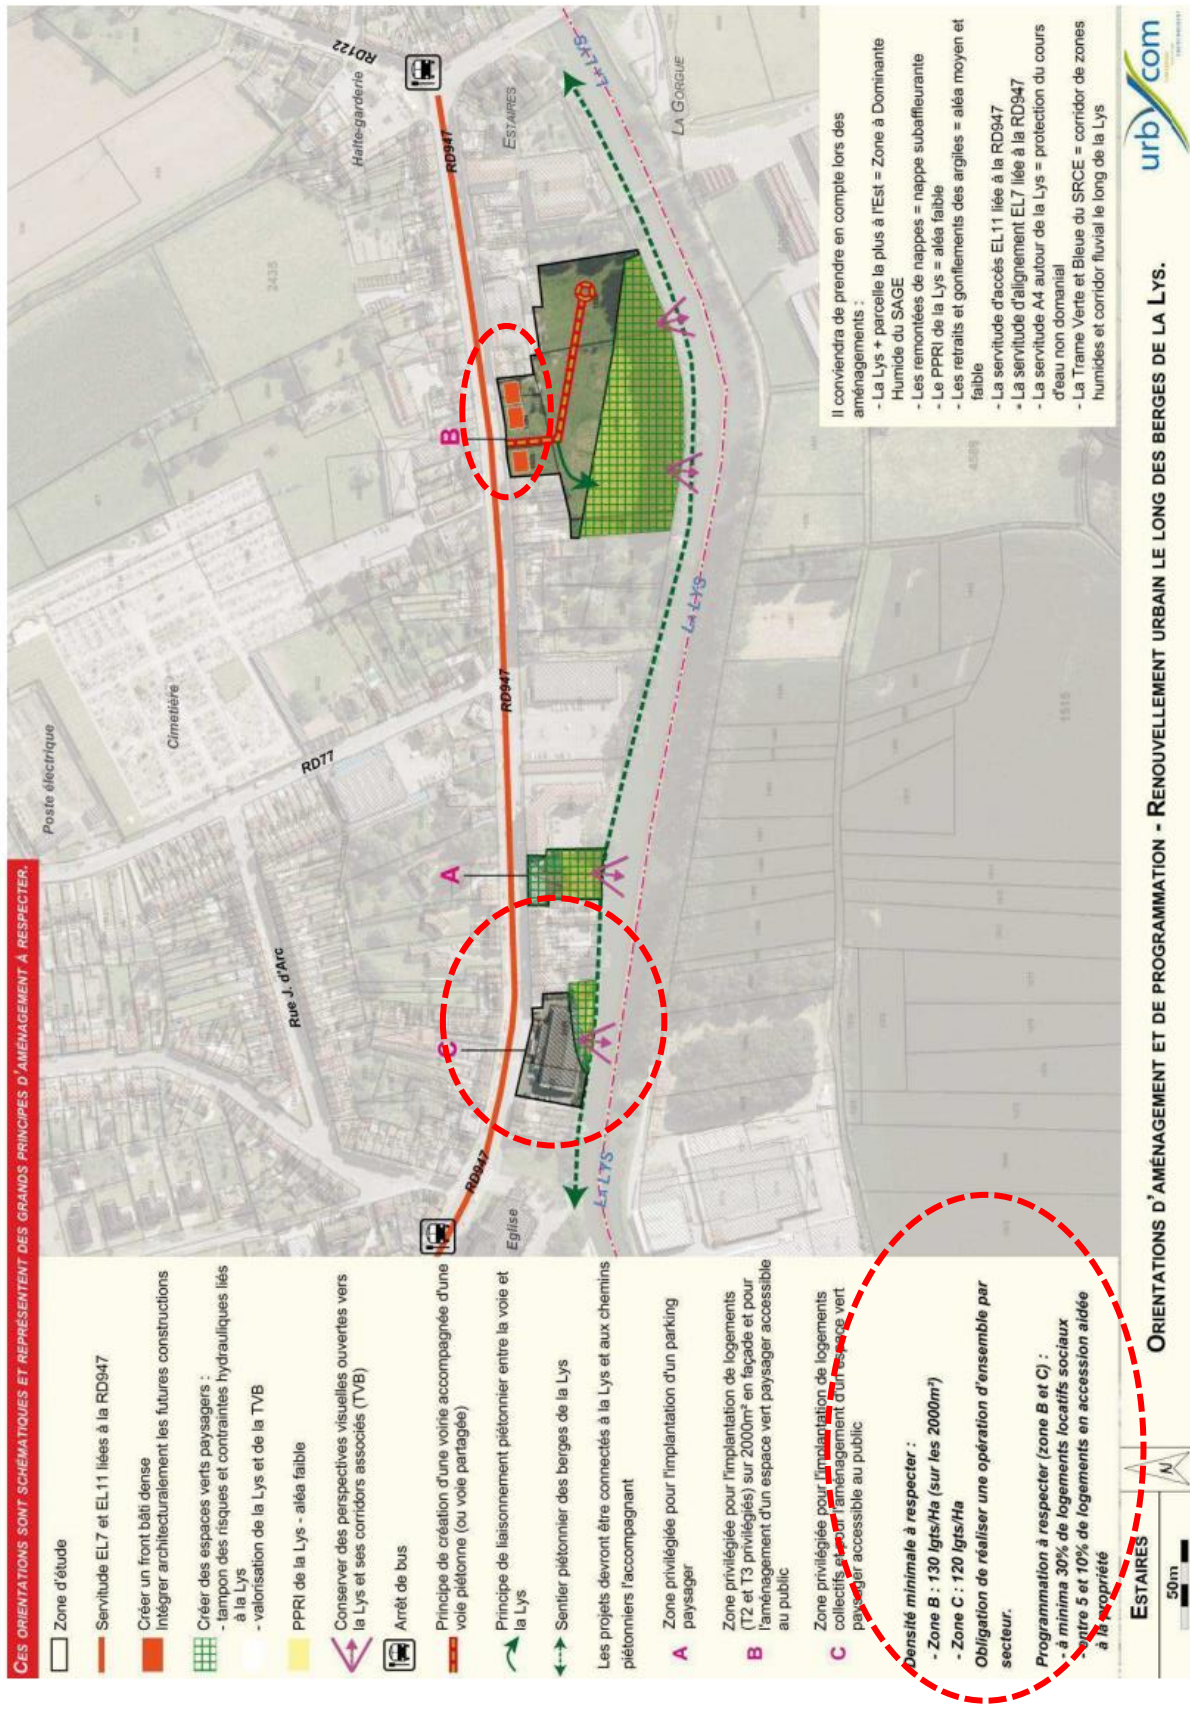 CES ORIENTATIONS SONT SCHÉMATIQUES ET REPRÉSENTENT DES GRANDS PRINCIPES D'AMÉNAGEMENT À RESPECTER.
Zone d'étude
Servitude EL7 et EL11 liées à la RD947
Créer un front bâti dense
Intégrer architecturalement les futures constructions
Créer des espaces verts paysagers :
- tampon des risques et contraintes hydrauliques liés
à la Lys
- valorisation de la Lys et de la TVB
PPRI de la Lys - aléa faible
Conserver des perspectives visuelles ouvertes vers
la Lys et ses corridors associés (TVB)
Arrêt de bus
Principe de création d'une voirie accompagnée d'une
voie piétonne (ou voie partagée)
Principe de liaisonnement piétonnier entre la voie et
la Lys
Sentier piétonnier des berges de la Lys
Les projets devront être connectés à la Lys et aux chemins
piétonniers l'accompagnant
A
Zone privilégiée pour l'implantation d'un parking
paysager
B
Zone privilégiée pour l'implantation de logements
(T2 et T3 privilégiés) sur 2000m² en façade et pour
l'aménagement d'un espace vert paysager accessible
au public
C
Zone privilégiée pour l'implantation de logements
collectifs et pour l'aménagement d'un espace vert
paysager accessible au public
Densité minimale à respecter :
- Zone B : 130 lgts/Ha (sur les 2000m²)
- Zone C : 120 lgts/Ha
Obligation de réaliser une opération d'ensemble par
secteur.
Programmation à respecter (zone B et C) :
- à minima 30% de logements locatifs sociaux
- entre 5 et 10% de logements en accession aidée
à la propriété
Poste électrique
Cimetière
RD77
Rue J. d'Arc
Halte-garderie
RD122
2435
ESTAIRES
RD947
RD947
RD947
Eglise
A
B
C
LA LYS
LA LYS
LA LYS
LA GORGUE
1515
Il conviendra de prendre en compte lors des
aménagements :
- La Lys + parcelle la plus à l'Est = Zone à Dominante
Humide du SAGE
- Les remontées de nappes = nappe subaffleurante
- Le PPRI de la Lys = aléa faible
- Les retraits et gonflements des argiles = aléa moyen et
faible
- La servitude d'accès EL11 liée à la RD947
- La servitude d'alignement EL7 liée à la RD947
- La servitude A4 autour de la Lys = protection du cours
d'eau non domanial
- La Trame Verte et Bleue du SRCE = corridor de zones
humides et corridor fluvial le long de la Lys
ESTAIRES
50m
N
ORIENTATIONS D'AMÉNAGEMENT ET DE PROGRAMMATION - RENOUVELLEMENT URBAIN LE LONG DES BERGES DE LA LYS.
urbycom